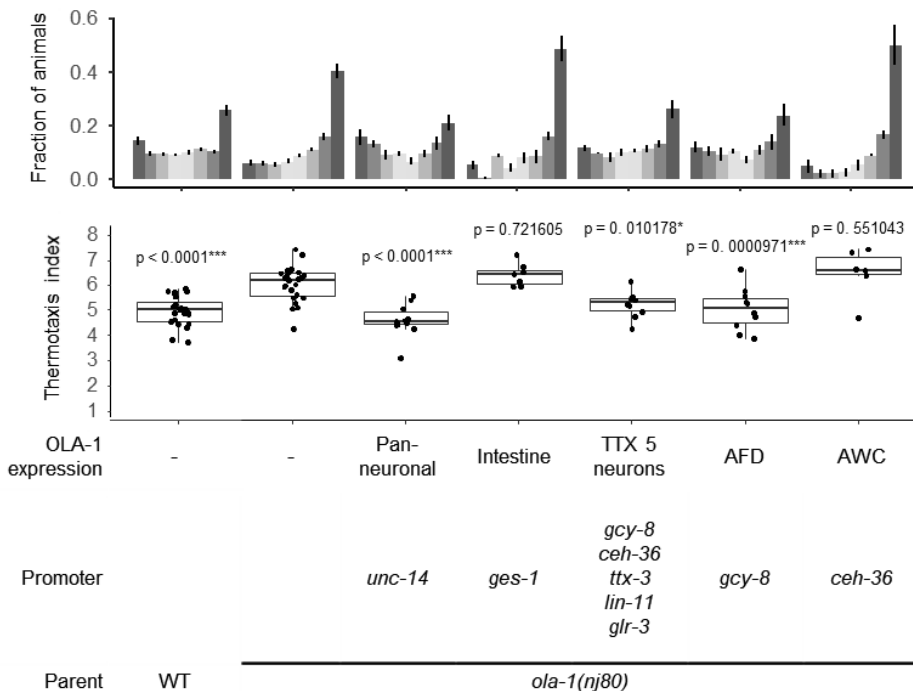 Fraction of animals
0.6
0.4
0.2
0.0
Thermotaxis index
8
7
6
5
4
3
2
1
p < 0.0001***
p < 0.0001***
p = 0.721605
p = 0. 010178*
p = 0. 0000971***
p = 0. 551043
OLA-1
expression
-
-
Pan-
neuronal
Intestine
TTX 5
neurons
AFD
AWC
Promoter
unc-14
ges-1
gcy-8
ceh-36
ttx-3
lin-11
glr-3
gcy-8
ceh-36
Parent
WT
ola-1(nj80)